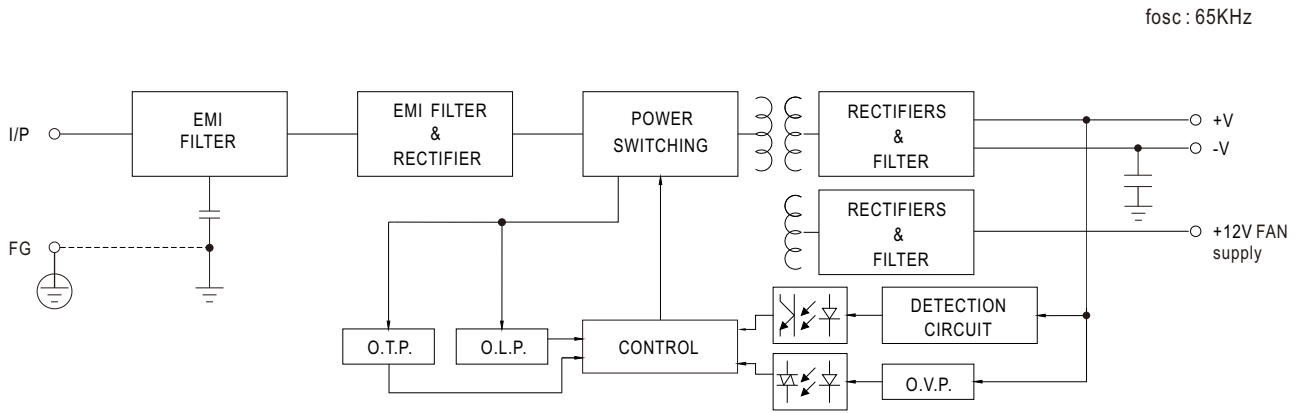 fosc : 65KHz
I/P
EMI
FILTER
EMI FILTER
&
RECTIFIER
POWER
SWITCHING
RECTIFIERS
&
FILTER
+V
-V
RECTIFIERS
&
FILTER
+12V FAN
supply
FG
O.T.P.
O.L.P.
CONTROL
DETECTION
CIRCUIT
O.V.P.